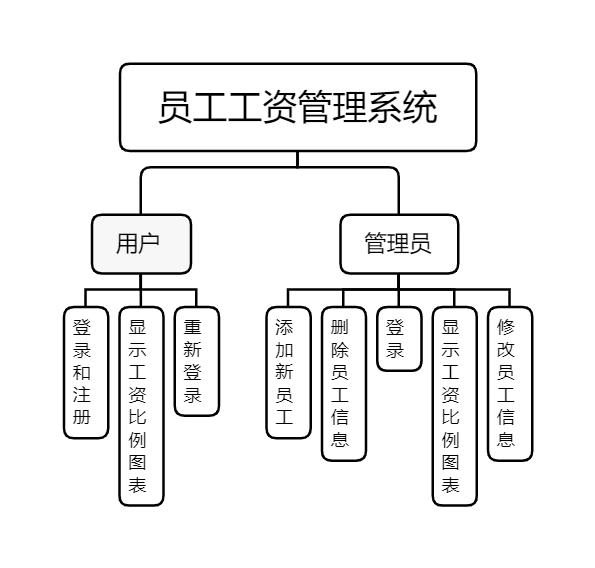 员工工资管理系统
用户
管理员
登录和注册
显示工资比例图表
重新登录
添加新员工
删除员工信息
登录
显示工资比例图表
修改员工信息